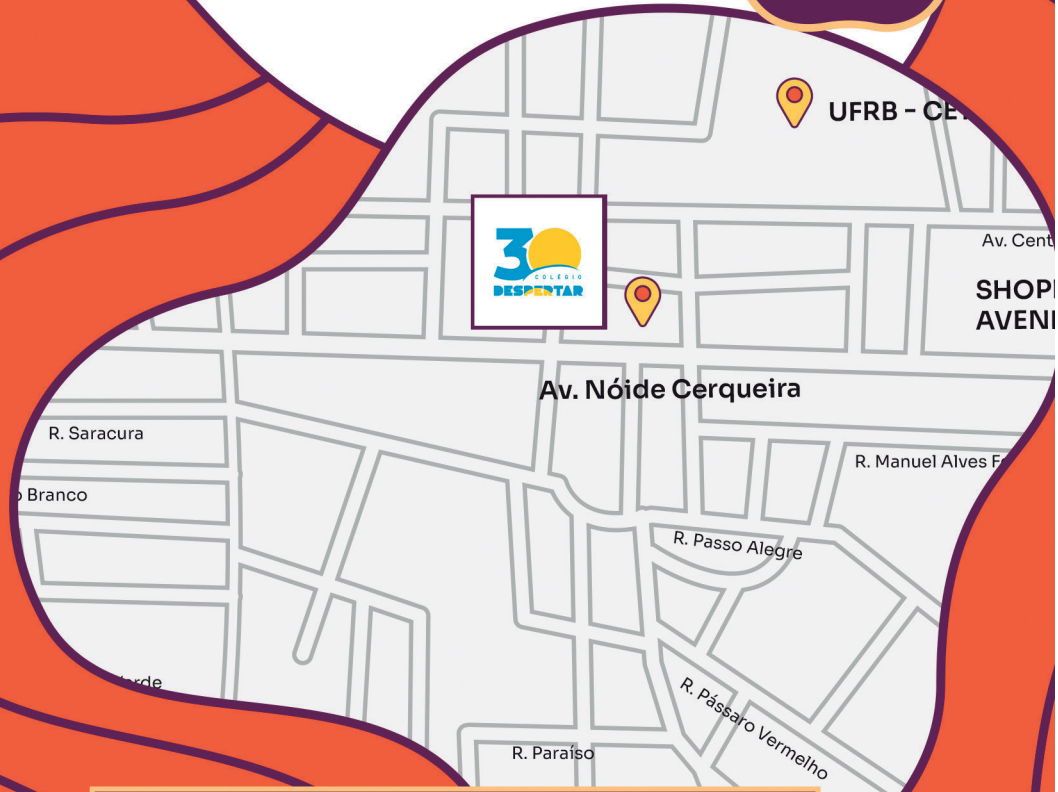 UFRB - CE
30
COLÉGIO
DESPERTAR
Av. Cent
SHOP
AVEN
Av. Nóide Cerqueira
R. Saracura
R. Manuel Alves F
Branco
R. Passo Alegre
R. Pássaro Vermelho
R. Paraíso